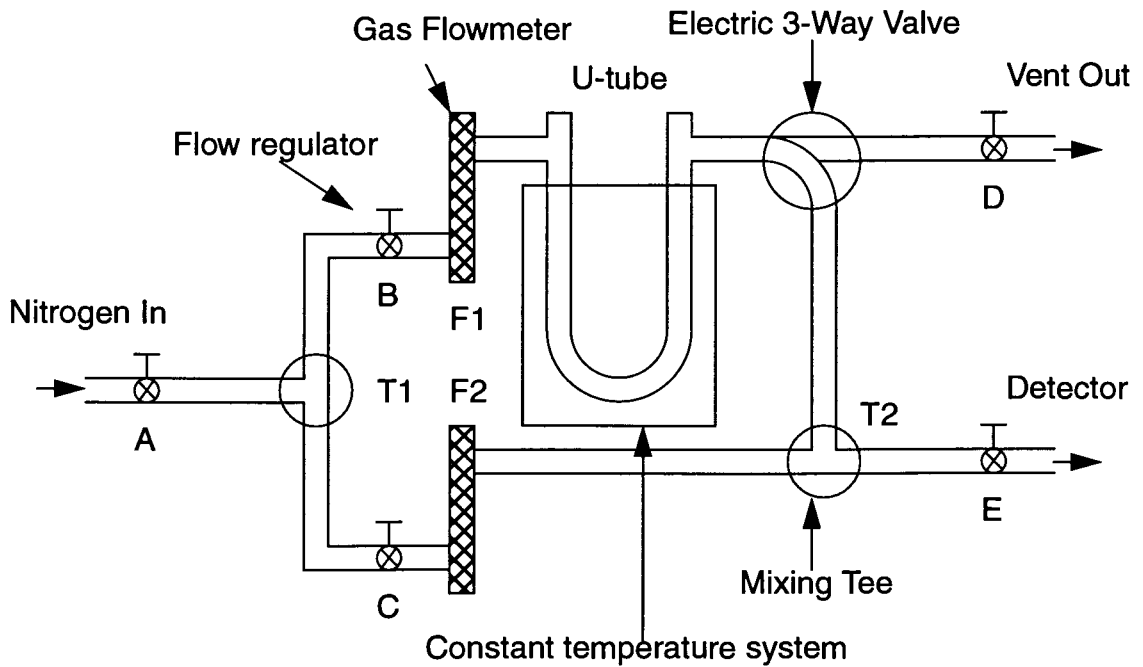 Gas Flowmeter
Electric 3-Way Valve
U-tube
Vent Out
Flow regulator
D
B
F1
Nitrogen In
T1
F2
Detector
A
T2
E
C
Mixing Tee
Constant temperature system